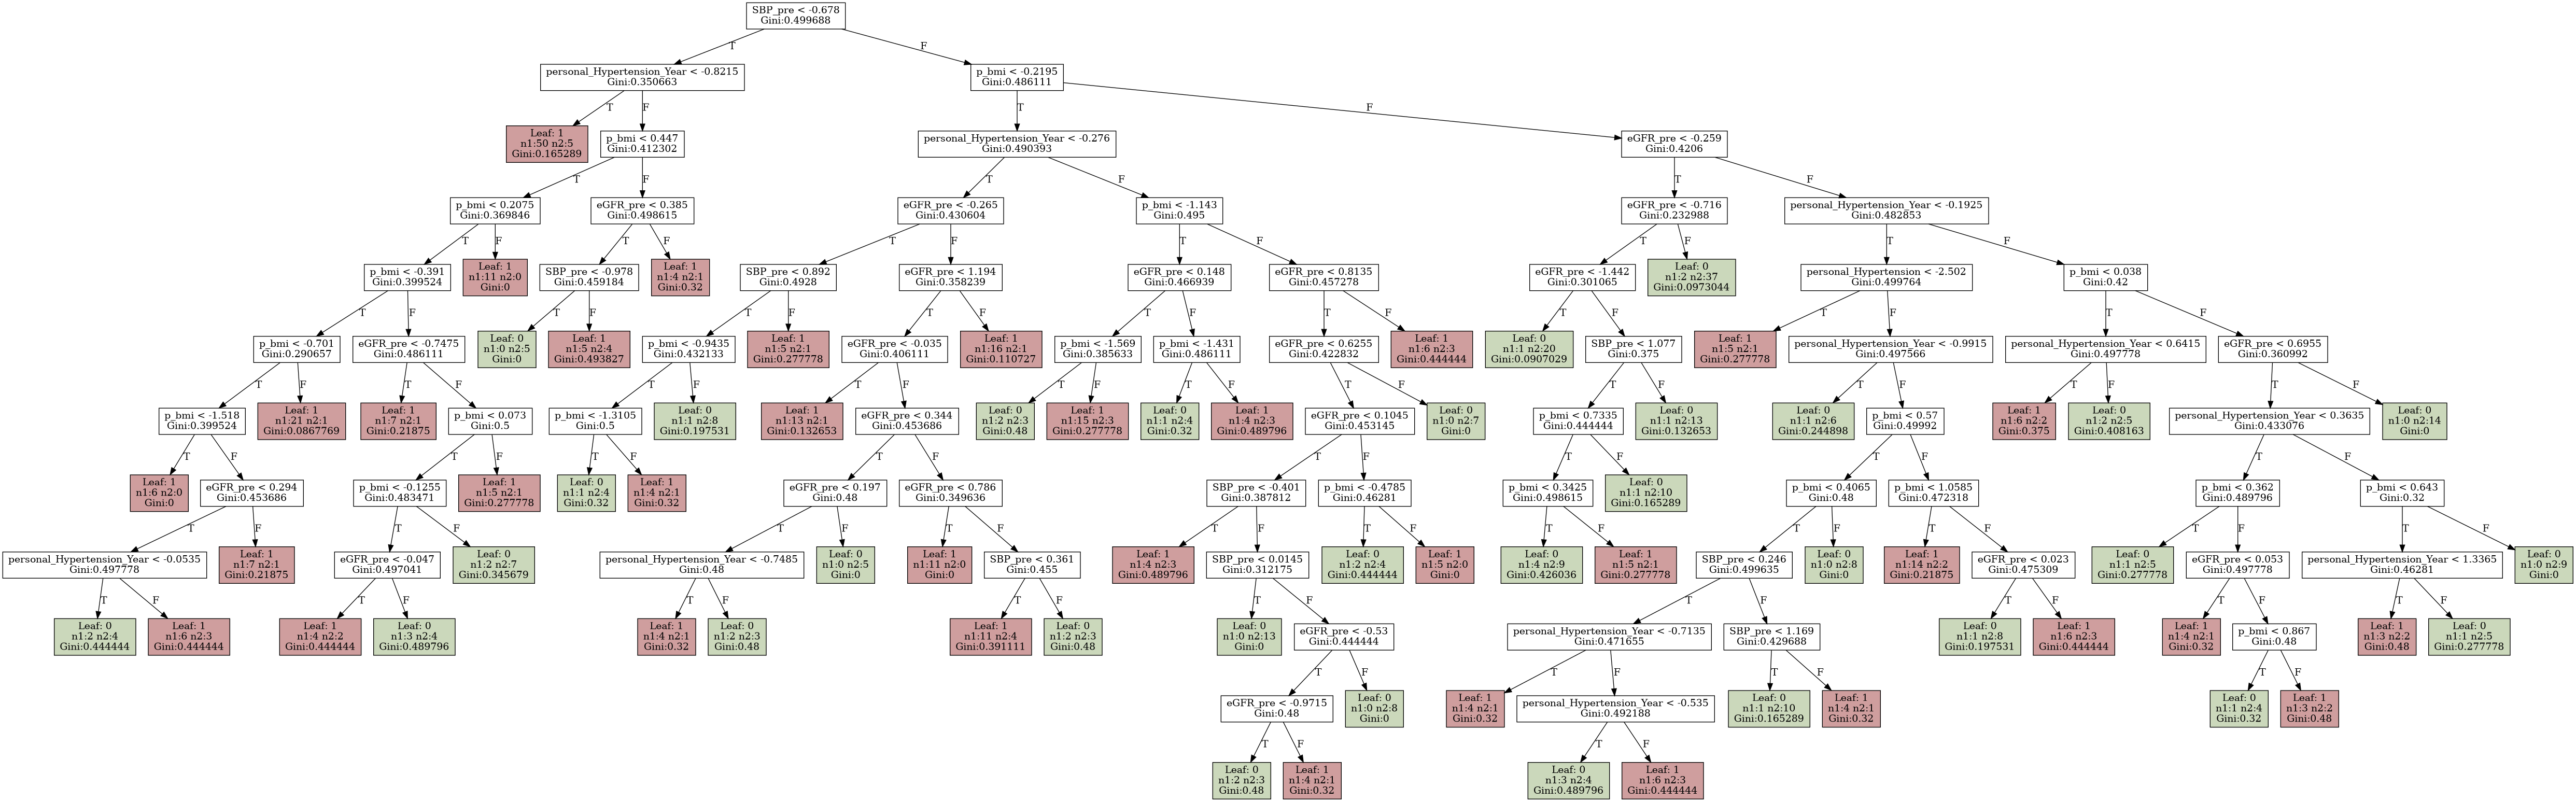 SBP_pre < -0.678
Gini:0.499688
T
F
personal_Hypertension_Year < -0.8215
Gini:0.350663
p_bmi < -0.2195
Gini:0.486111
T
F
T
F
Leaf: 1
n1:50 n2:5
Gini:0.165289
p_bmi < 0.447
Gini:0.412302
personal_Hypertension_Year < -0.276
Gini:0.490393
eGFR_pre < -0.259
Gini:0.4206
T
F
T
F
T
F
p_bmi < 0.2075
Gini:0.369846
eGFR_pre < 0.385
Gini:0.498615
eGFR_pre < -0.265
Gini:0.430604
p_bmi < -1.143
Gini:0.495
eGFR_pre < -0.716
Gini:0.232988
personal_Hypertension_Year < -0.1925
Gini:0.482853
T
F
T
F
T
F
T
F
T
F
T
F
p_bmi < -0.391
Gini:0.399524
Leaf: 1
n1:11 n2:0
Gini:0
SBP_pre < -0.978
Gini:0.459184
Leaf: 1
n1:4 n2:1
Gini:0.32
SBP_pre < 0.892
Gini:0.4928
eGFR_pre < 1.194
Gini:0.358239
eGFR_pre < 0.148
Gini:0.466939
eGFR_pre < 0.8135
Gini:0.457278
eGFR_pre < -1.442
Gini:0.301065
Leaf: 0
n1:2 n2:37
Gini:0.0973044
personal_Hypertension < -2.502
Gini:0.499764
p_bmi < 0.038
Gini:0.42
T
F
T
F
T
F
T
F
T
F
T
F
T
F
T
F
T
F
p_bmi < -0.701
Gini:0.290657
eGFR_pre < -0.7475
Gini:0.486111
Leaf: 0
n1:0 n2:5
Gini:0
Leaf: 1
n1:5 n2:4
Gini:0.493827
p_bmi < -0.9435
Gini:0.432133
Leaf: 1
n1:5 n2:1
Gini:0.277778
eGFR_pre < -0.035
Gini:0.406111
Leaf: 1
n1:16 n2:1
Gini:0.110727
p_bmi < -1.569
Gini:0.385633
p_bmi < -1.431
Gini:0.486111
eGFR_pre < 0.6255
Gini:0.422832
Leaf: 1
n1:6 n2:3
Gini:0.444444
Leaf: 0
n1:1 n2:20
Gini:0.0907029
SBP_pre < 1.077
Gini:0.375
Leaf: 1
n1:5 n2:1
Gini:0.277778
personal_Hypertension_Year < -0.9915
Gini:0.497566
personal_Hypertension_Year < 0.6415
Gini:0.497778
eGFR_pre < 0.6955
Gini:0.360992
T
F
T
F
T
F
T
F
T
F
T
F
T
F
T
F
T
F
T
F
T
F
p_bmi < -1.518
Gini:0.399524
Leaf: 1
n1:21 n2:1
Gini:0.0867769
Leaf: 1
n1:7 n2:1
Gini:0.21875
p_bmi < 0.073
Gini:0.5
p_bmi < -1.3105
Gini:0.5
Leaf: 0
n1:1 n2:8
Gini:0.197531
Leaf: 1
n1:13 n2:1
Gini:0.132653
eGFR_pre < 0.344
Gini:0.453686
Leaf: 0
n1:2 n2:3
Gini:0.48
Leaf: 1
n1:15 n2:3
Gini:0.277778
Leaf: 0
n1:1 n2:4
Gini:0.32
Leaf: 1
n1:4 n2:3
Gini:0.489796
eGFR_pre < 0.1045
Gini:0.453145
Leaf: 0
n1:0 n2:7
Gini:0
p_bmi < 0.7335
Gini:0.444444
Leaf: 0
n1:1 n2:13
Gini:0.132653
Leaf: 0
n1:1 n2:6
Gini:0.244898
p_bmi < 0.57
Gini:0.49992
Leaf: 1
n1:6 n2:2
Gini:0.375
Leaf: 0
n1:2 n2:5
Gini:0.408163
personal_Hypertension_Year < 0.3635
Gini:0.433076
Leaf: 0
n1:0 n2:14
Gini:0
T
F
T
F
T
F
T
F
T
F
T
F
T
F
T
F
Leaf: 1
n1:6 n2:0
Gini:0
eGFR_pre < 0.294
Gini:0.453686
p_bmi < -0.1255
Gini:0.483471
Leaf: 1
n1:5 n2:1
Gini:0.277778
Leaf: 0
n1:1 n2:4
Gini:0.32
Leaf: 1
n1:4 n2:1
Gini:0.32
eGFR_pre < 0.197
Gini:0.48
eGFR_pre < 0.786
Gini:0.349636
SBP_pre < -0.401
Gini:0.387812
p_bmi < -0.4785
Gini:0.46281
p_bmi < 0.3425
Gini:0.498615
Leaf: 0
n1:1 n2:10
Gini:0.165289
p_bmi < 0.4065
Gini:0.48
p_bmi < 1.0585
Gini:0.472318
p_bmi < 0.362
Gini:0.489796
p_bmi < 0.643
Gini:0.32
T
F
T
F
T
F
T
F
T
F
T
F
T
F
T
F
T
F
T
F
T
F
personal_Hypertension_Year < -0.0535
Gini:0.497778
Leaf: 1
n1:7 n2:1
Gini:0.21875
eGFR_pre < -0.047
Gini:0.497041
Leaf: 0
n1:2 n2:7
Gini:0.345679
personal_Hypertension_Year < -0.7485
Gini:0.48
Leaf: 0
n1:0 n2:5
Gini:0
Leaf: 1
n1:11 n2:0
Gini:0
SBP_pre < 0.361
Gini:0.455
Leaf: 1
n1:4 n2:3
Gini:0.489796
SBP_pre < 0.0145
Gini:0.312175
Leaf: 0
n1:2 n2:4
Gini:0.444444
Leaf: 1
n1:5 n2:0
Gini:0
Leaf: 0
n1:4 n2:9
Gini:0.426036
Leaf: 1
n1:5 n2:1
Gini:0.277778
SBP_pre < 0.246
Gini:0.499635
Leaf: 0
n1:0 n2:8
Gini:0
Leaf: 1
n1:14 n2:2
Gini:0.21875
eGFR_pre < 0.023
Gini:0.475309
Leaf: 0
n1:1 n2:5
Gini:0.277778
eGFR_pre < 0.053
Gini:0.497778
personal_Hypertension_Year < 1.3365
Gini:0.46281
Leaf: 0
n1:0 n2:9
Gini:0
T
F
T
F
T
F
T
F
T
F
T
F
T
F
T
F
T
F
Leaf: 0
n1:2 n2:4
Gini:0.444444
Leaf: 1
n1:6 n2:3
Gini:0.444444
Leaf: 1
n1:4 n2:2
Gini:0.444444
Leaf: 0
n1:3 n2:4
Gini:0.489796
Leaf: 1
n1:4 n2:1
Gini:0.32
Leaf: 0
n1:2 n2:3
Gini:0.48
Leaf: 1
n1:11 n2:4
Gini:0.391111
Leaf: 0
n1:2 n2:3
Gini:0.48
Leaf: 0
n1:0 n2:13
Gini:0
eGFR_pre < -0.53
Gini:0.444444
personal_Hypertension_Year < -0.7135
Gini:0.471655
SBP_pre < 1.169
Gini:0.429688
Leaf: 0
n1:1 n2:8
Gini:0.197531
Leaf: 1
n1:6 n2:3
Gini:0.444444
Leaf: 1
n1:4 n2:1
Gini:0.32
p_bmi < 0.867
Gini:0.48
Leaf: 1
n1:3 n2:2
Gini:0.48
Leaf: 0
n1:1 n2:5
Gini:0.277778
T
F
T
F
T
F
T
F
eGFR_pre < -0.9715
Gini:0.48
Leaf: 0
n1:0 n2:8
Gini:0
Leaf: 1
n1:4 n2:1
Gini:0.32
personal_Hypertension_Year < -0.535
Gini:0.492188
Leaf: 0
n1:1 n2:10
Gini:0.165289
Leaf: 1
n1:4 n2:1
Gini:0.32
Leaf: 0
n1:1 n2:4
Gini:0.32
Leaf: 1
n1:3 n2:2
Gini:0.48
T
F
T
F
Leaf: 0
n1:2 n2:3
Gini:0.48
Leaf: 1
n1:4 n2:1
Gini:0.32
Leaf: 0
n1:3 n2:4
Gini:0.489796
Leaf: 1
n1:6 n2:3
Gini:0.444444